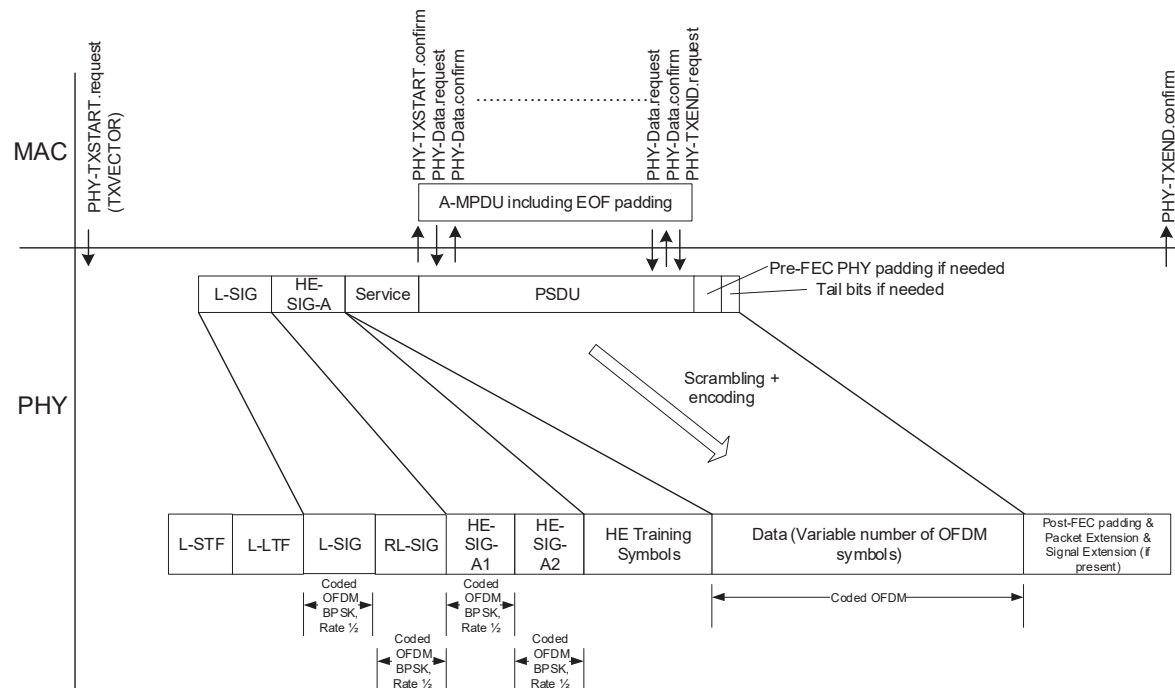 PHY-TXSTART.request
(TXVECTOR)
PHY-TXSTART.confirm
PHY-Data.request
PHY-Data.confirm
PHY-Data.request
PHY-Data.confirm
PHY-TXEND.request
PHY-TXEND.confirm
MAC
A-MPDU including EOF padding
Pre-FEC PHY padding if needed
Tail bits if needed
L-SIG
HE-
SIG-A
Service
PSDU
PHY
Scrambling +
encoding
L-STF
L-LTF
L-SIG
RL-SIG
HE-
SIG-
A1
HE-
SIG-
A2
HE Training
Symbols
Data (Variable number of OFDM
symbols)
Post-FEC padding &
Packet Extension &
Signal Extension (if
present)
Coded
OFDM
BPSK,
Rate ½
Coded
OFDM
BPSK,
Rate ½
Coded OFDM
Coded
OFDM
BPSK,
Rate ½
Coded
OFDM
BPSK,
Rate ½